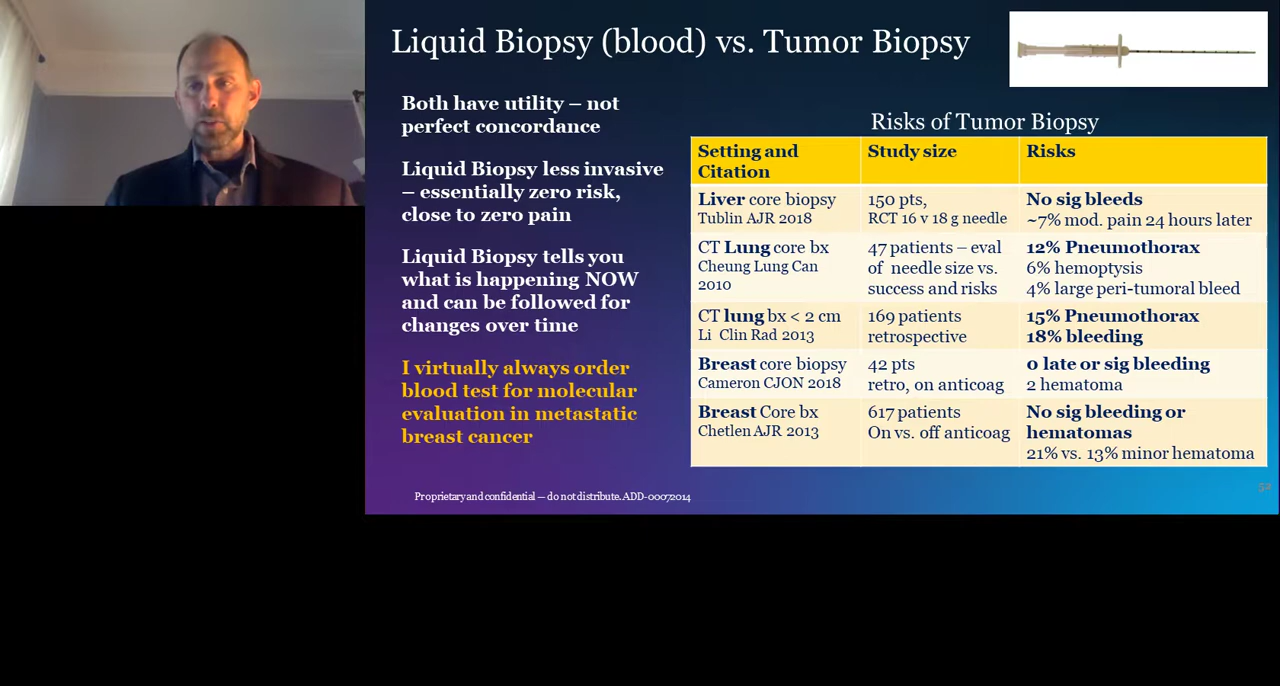 Liquid Biopsy (blood) vs. Tumor Biopsy
Both have utility – not
perfect concordance
Liquid Biopsy less invasive
– essentially zero risk,
close to zero pain
Liquid Biopsy tells you
what is happening NOW
and can be followed for
changes over time
I virtually always order
blood test for molecular
evaluation in metastatic
breast cancer
Risks of Tumor Biopsy
Setting and
Citation
Study size
Risks
Liver core biopsy
Tublin AJR 2018
150 pts,
RCT 16 v 18 g needle
No sig bleeds
~7% mod. pain 24 hours later
CT Lung core bx
Cheung Lung Can
2010
47 patients – eval
of needle size vs.
success and risks
12% Pneumothorax
6% hemoptysis
4% large peri-tumoral bleed
CT lung bx < 2 cm
Li Clin Rad 2013
169 patients
retrospective
15% Pneumothorax
18% bleeding
Breast core biopsy
Cameron CJON 2018
42 pts
retro, on anticoag
0 late or sig bleeding
2 hematoma
Breast Core bx
Chetlen AJR 2013
617 patients
On vs. off anticoag
No sig bleeding or
hematomas
21% vs. 13% minor hematoma
Proprietary and confidential — do not distribute. ADD-00072014